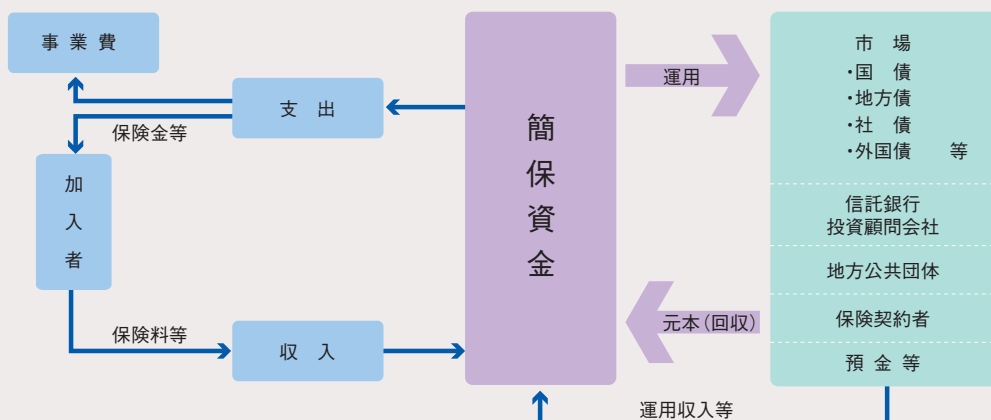 事業費
支出
保険金等
加入者
保険料等
収入
簡保資金
運用
元本(回収)
運用収入等
市場
・国債
・地方債
・社債
・外国債 等
信託銀行
投資顧問会社
地方公共団体
保険契約者
預金等